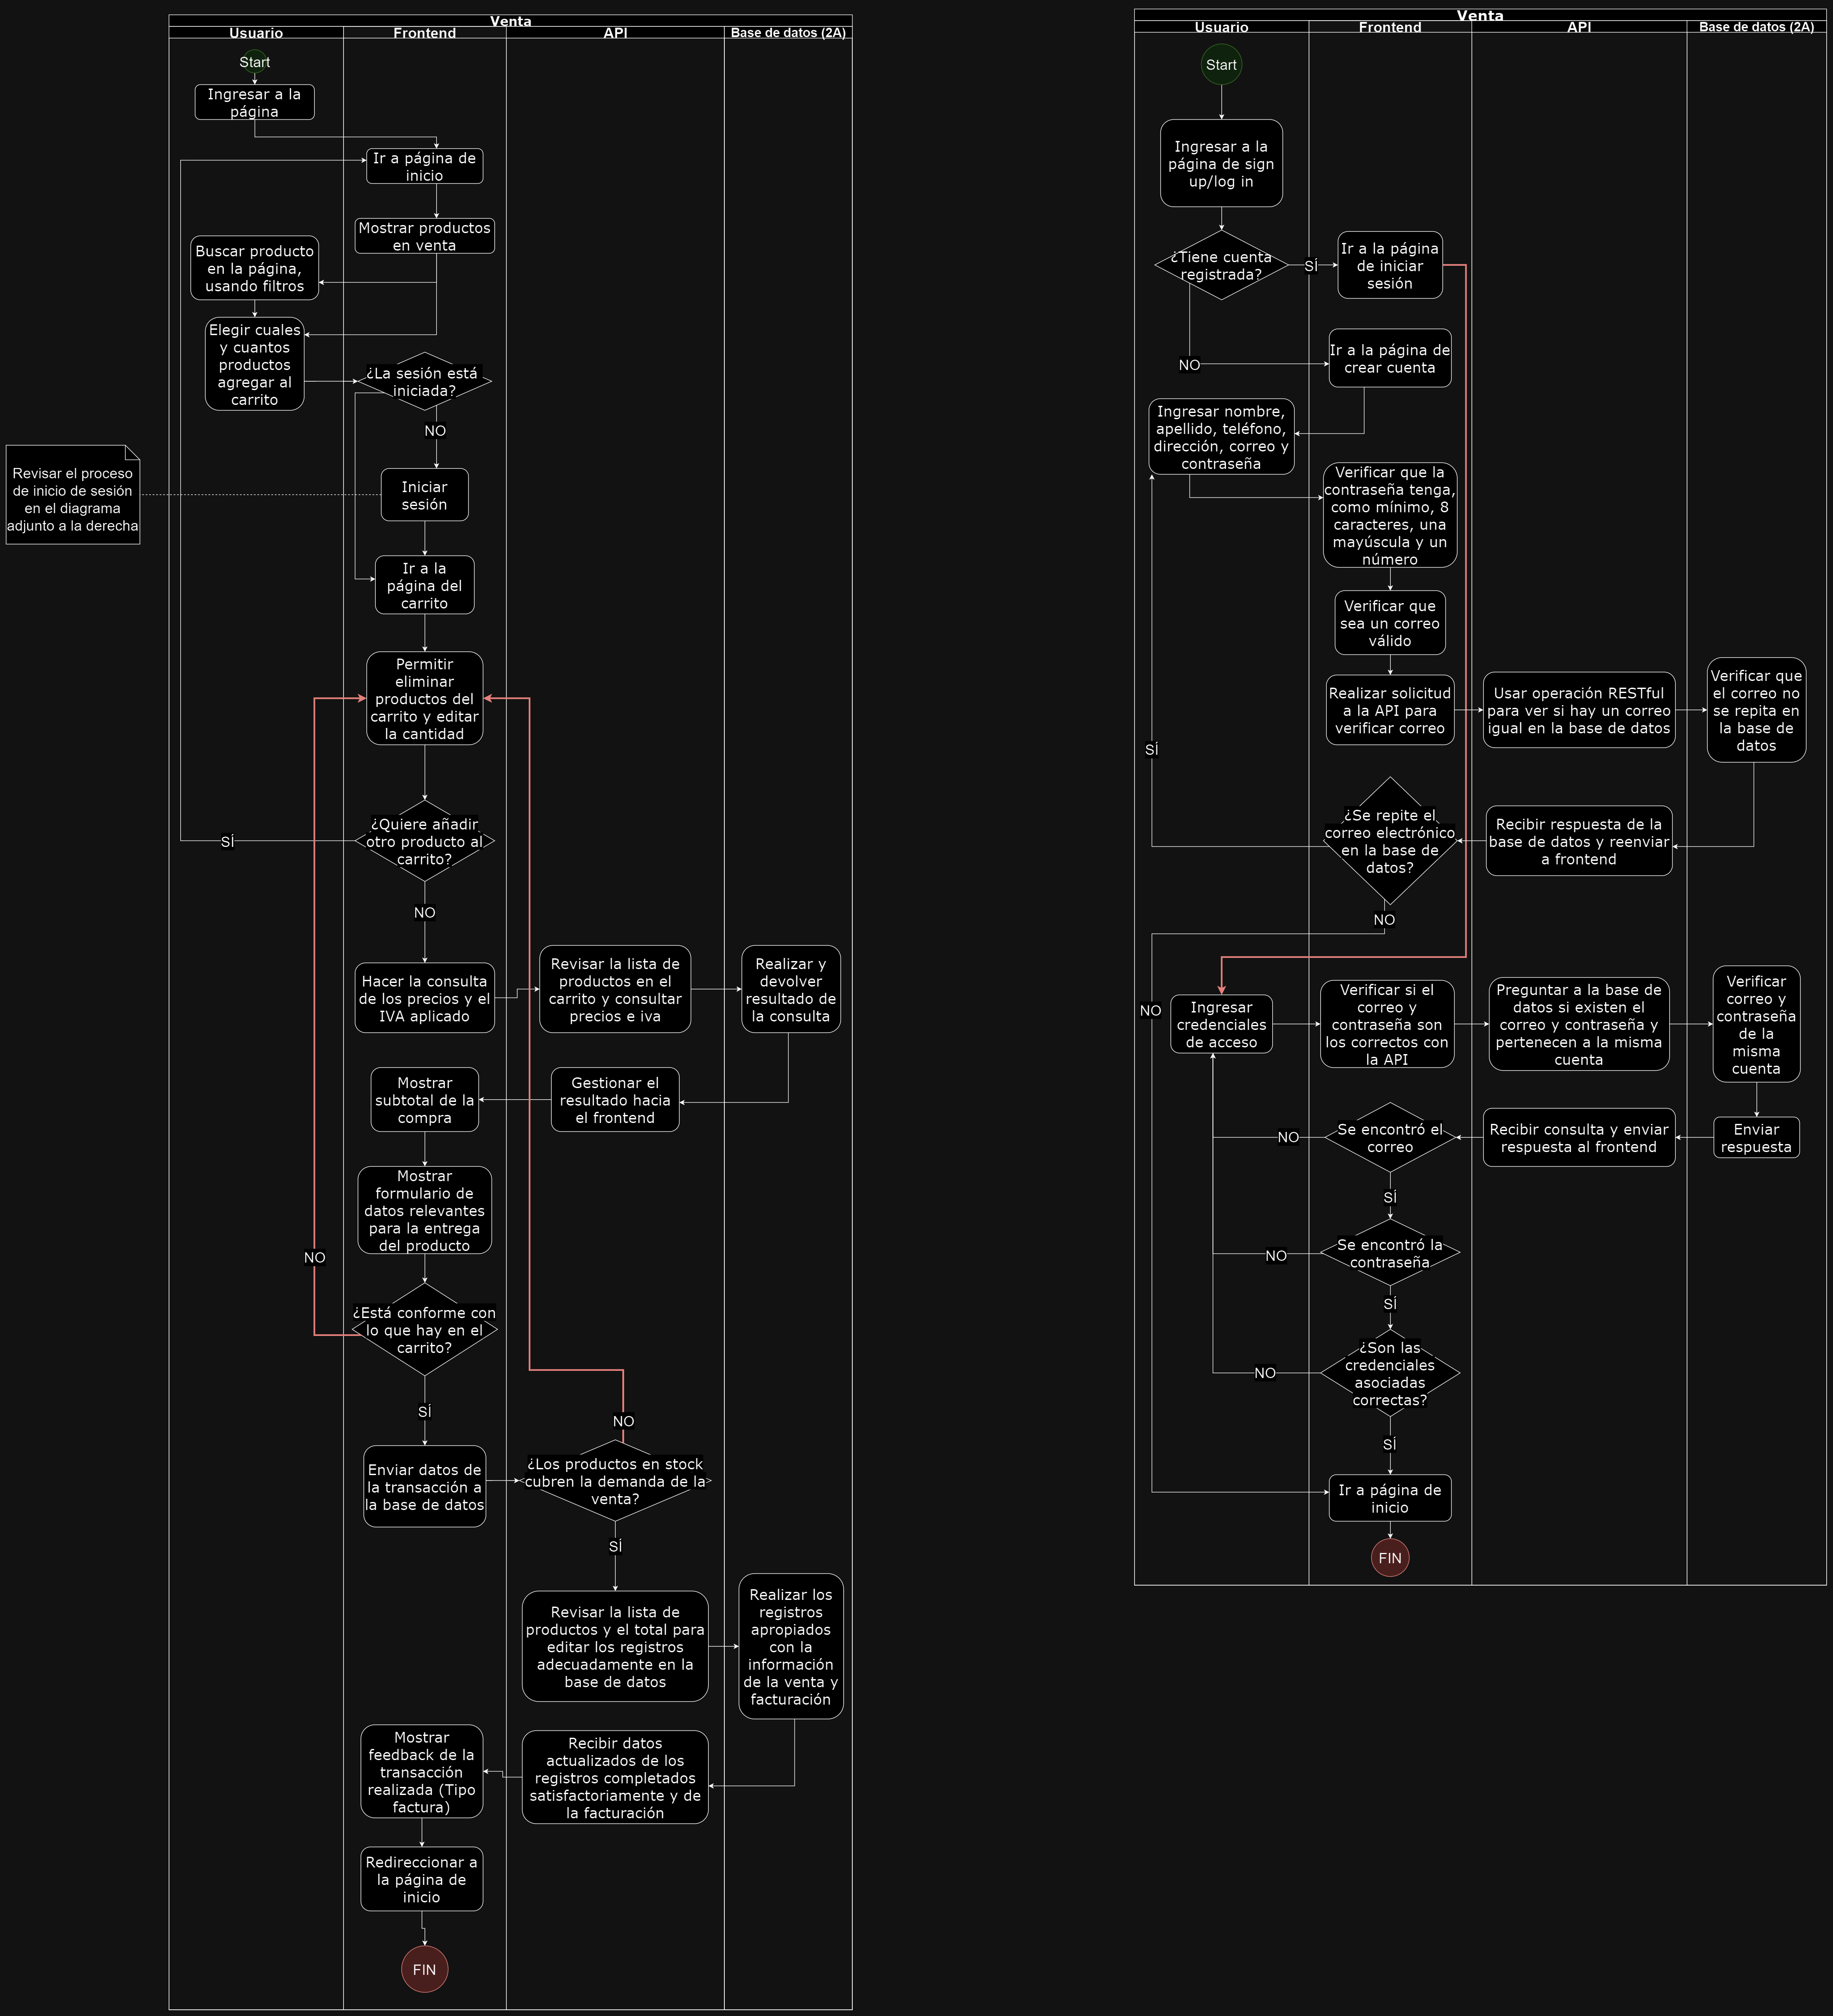 Venta
Usuario
Frontend
API
Base de datos (2A)
Start
Ingresar a la
página
Ir a página de
inicio
Mostrar productos
en venta
Buscar producto
en la página,
usando filtros
Elegir cuales
y cuantos
productos
agregar al
carrito
¿La sesión está
iniciada?
NO
Revisar el proceso
de inicio de sesión
en el diagrama
adjunto a la derecha
Iniciar
sesión
Ir a la
página del
carrito
Permitir
eliminar
productos del
carrito y editar
la cantidad
¿Quiere añadir
otro producto al
carrito?
SÍ
NO
Hacer la consulta
de los precios y el
IVA aplicado
Revisar la lista de
productos en el
carrito y consultar
precios e iva
Realizar y
devolver
resultado de
la consulta
Mostrar
subtotal de la
compra
Gestionar el
resultado hacia
el frontend
Mostrar
formulario de
datos relevantes
para la entrega
del producto
NO
¿Está conforme con
lo que hay en el
carrito?
SÍ
NO
Enviar datos de
la transacción a
la base de datos
¿Los productos en stock
cubren la demanda de la
venta?
SÍ
Revisar la lista de
productos y el total para
editar los registros
adecuadamente en la
base de datos
Realizar los
registros
apropiados
con la
información
de la venta y
facturación
Mostrar
feedback de la
transacción
realizada (Tipo
factura)
Recibir datos
actualizados de los
registros completados
satisfactoriamente y de
la facturación
Redireccionar a
la página de
inicio
FIN
Venta
Usuario
Frontend
API
Base de datos (2A)
Start
Ingresar a la
página de sign
up/log in
¿Tiene cuenta
registrada?
SÍ
Ir a la página
de iniciar
sesión
NO
Ir a la página de
crear cuenta
Ingresar nombre,
apellido, teléfono,
dirección, correo y
contraseña
Verificar que la
contraseña tenga,
como mínimo, 8
caracteres, una
mayúscula y un
número
Verificar que
sea un correo
válido
Realizar solicitud
a la API para
verificar correo
Usar operación RESTful
para ver si hay un correo
igual en la base de datos
Verificar que
el correo no
se repita en
la base de
datos
SÍ
¿Se repite el
correo electrónico
en la base de
datos?
Recibir respuesta de la
base de datos y reenviar
a frontend
NO
NO
Ingresar
credenciales
de acceso
Verificar si el
correo y
contraseña son
los correctos con
la API
Preguntar a la base de
datos si existen el
correo y contraseña y
pertenecen a la misma
cuenta
Verificar
correo y
contraseña
de la
misma
cuenta
NO
Se encontró el
correo
Recibir consulta y enviar
respuesta al frontend
Enviar
respuesta
SÍ
NO
Se encontró la
contraseña
SÍ
NO
¿Son las
credenciales
asociadas
correctas?
SÍ
Ir a página de
inicio
FIN